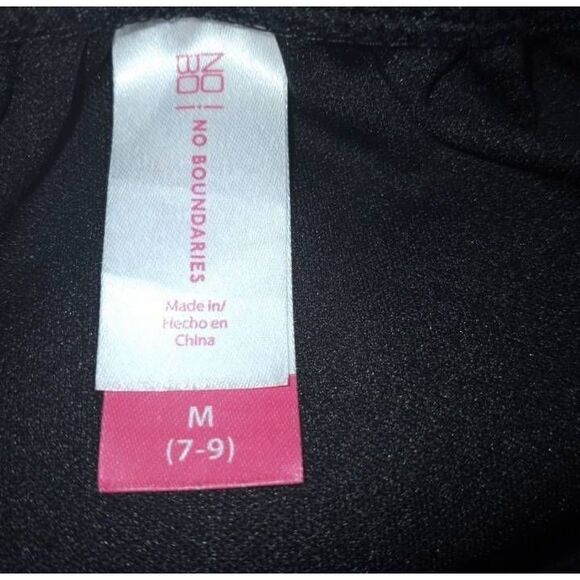 NO
BO
NO BOUNDARIES
Made in/
Hecho en
China
M
(7-9)